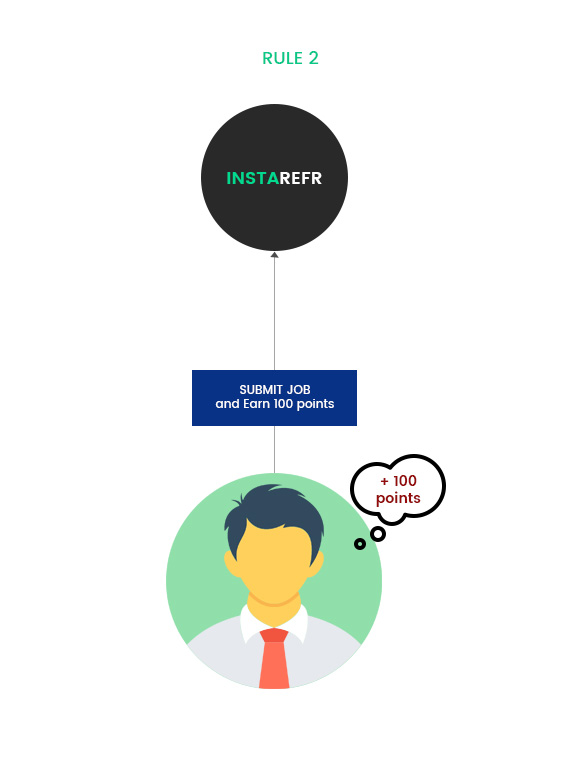 RULE 2
INSTAREFR
SUBMIT JOB
and Earn 100 points
+ 100
points